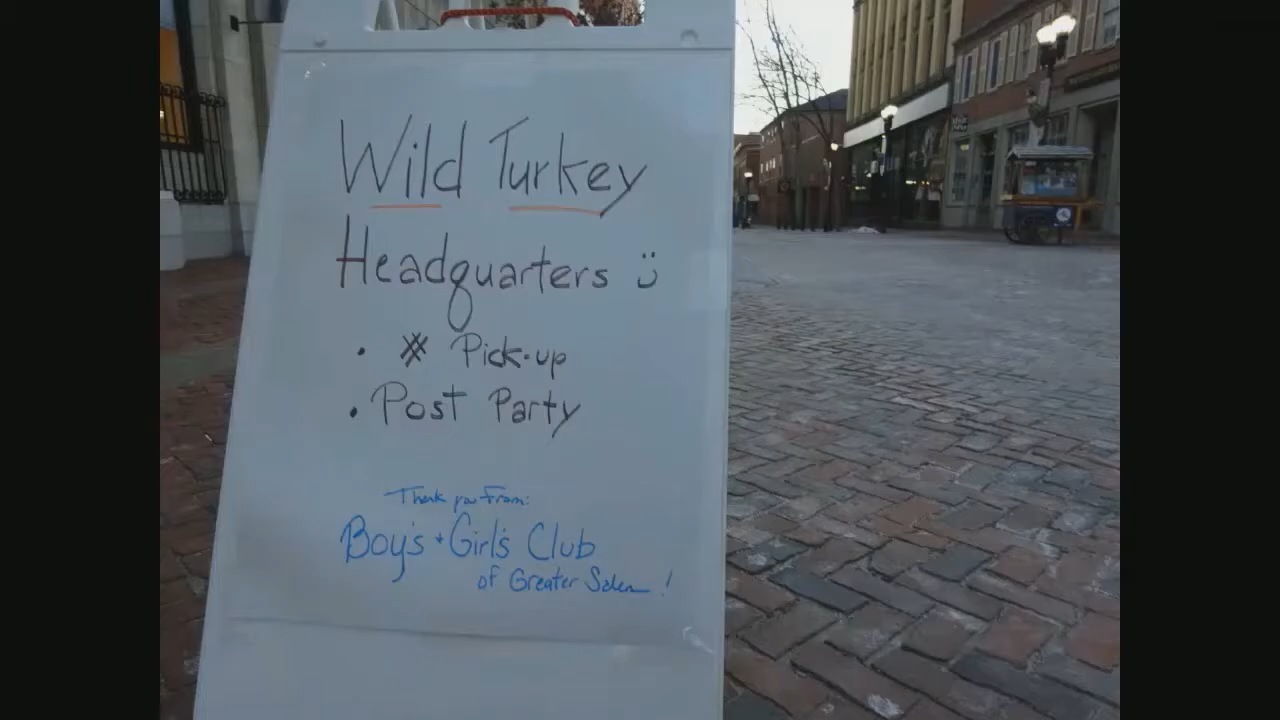 Wild Turkey
Headquarters :)
• # Pick-up
• Post Party
Thank you From:
Boy's + Girl's Club
of Greater Salem!